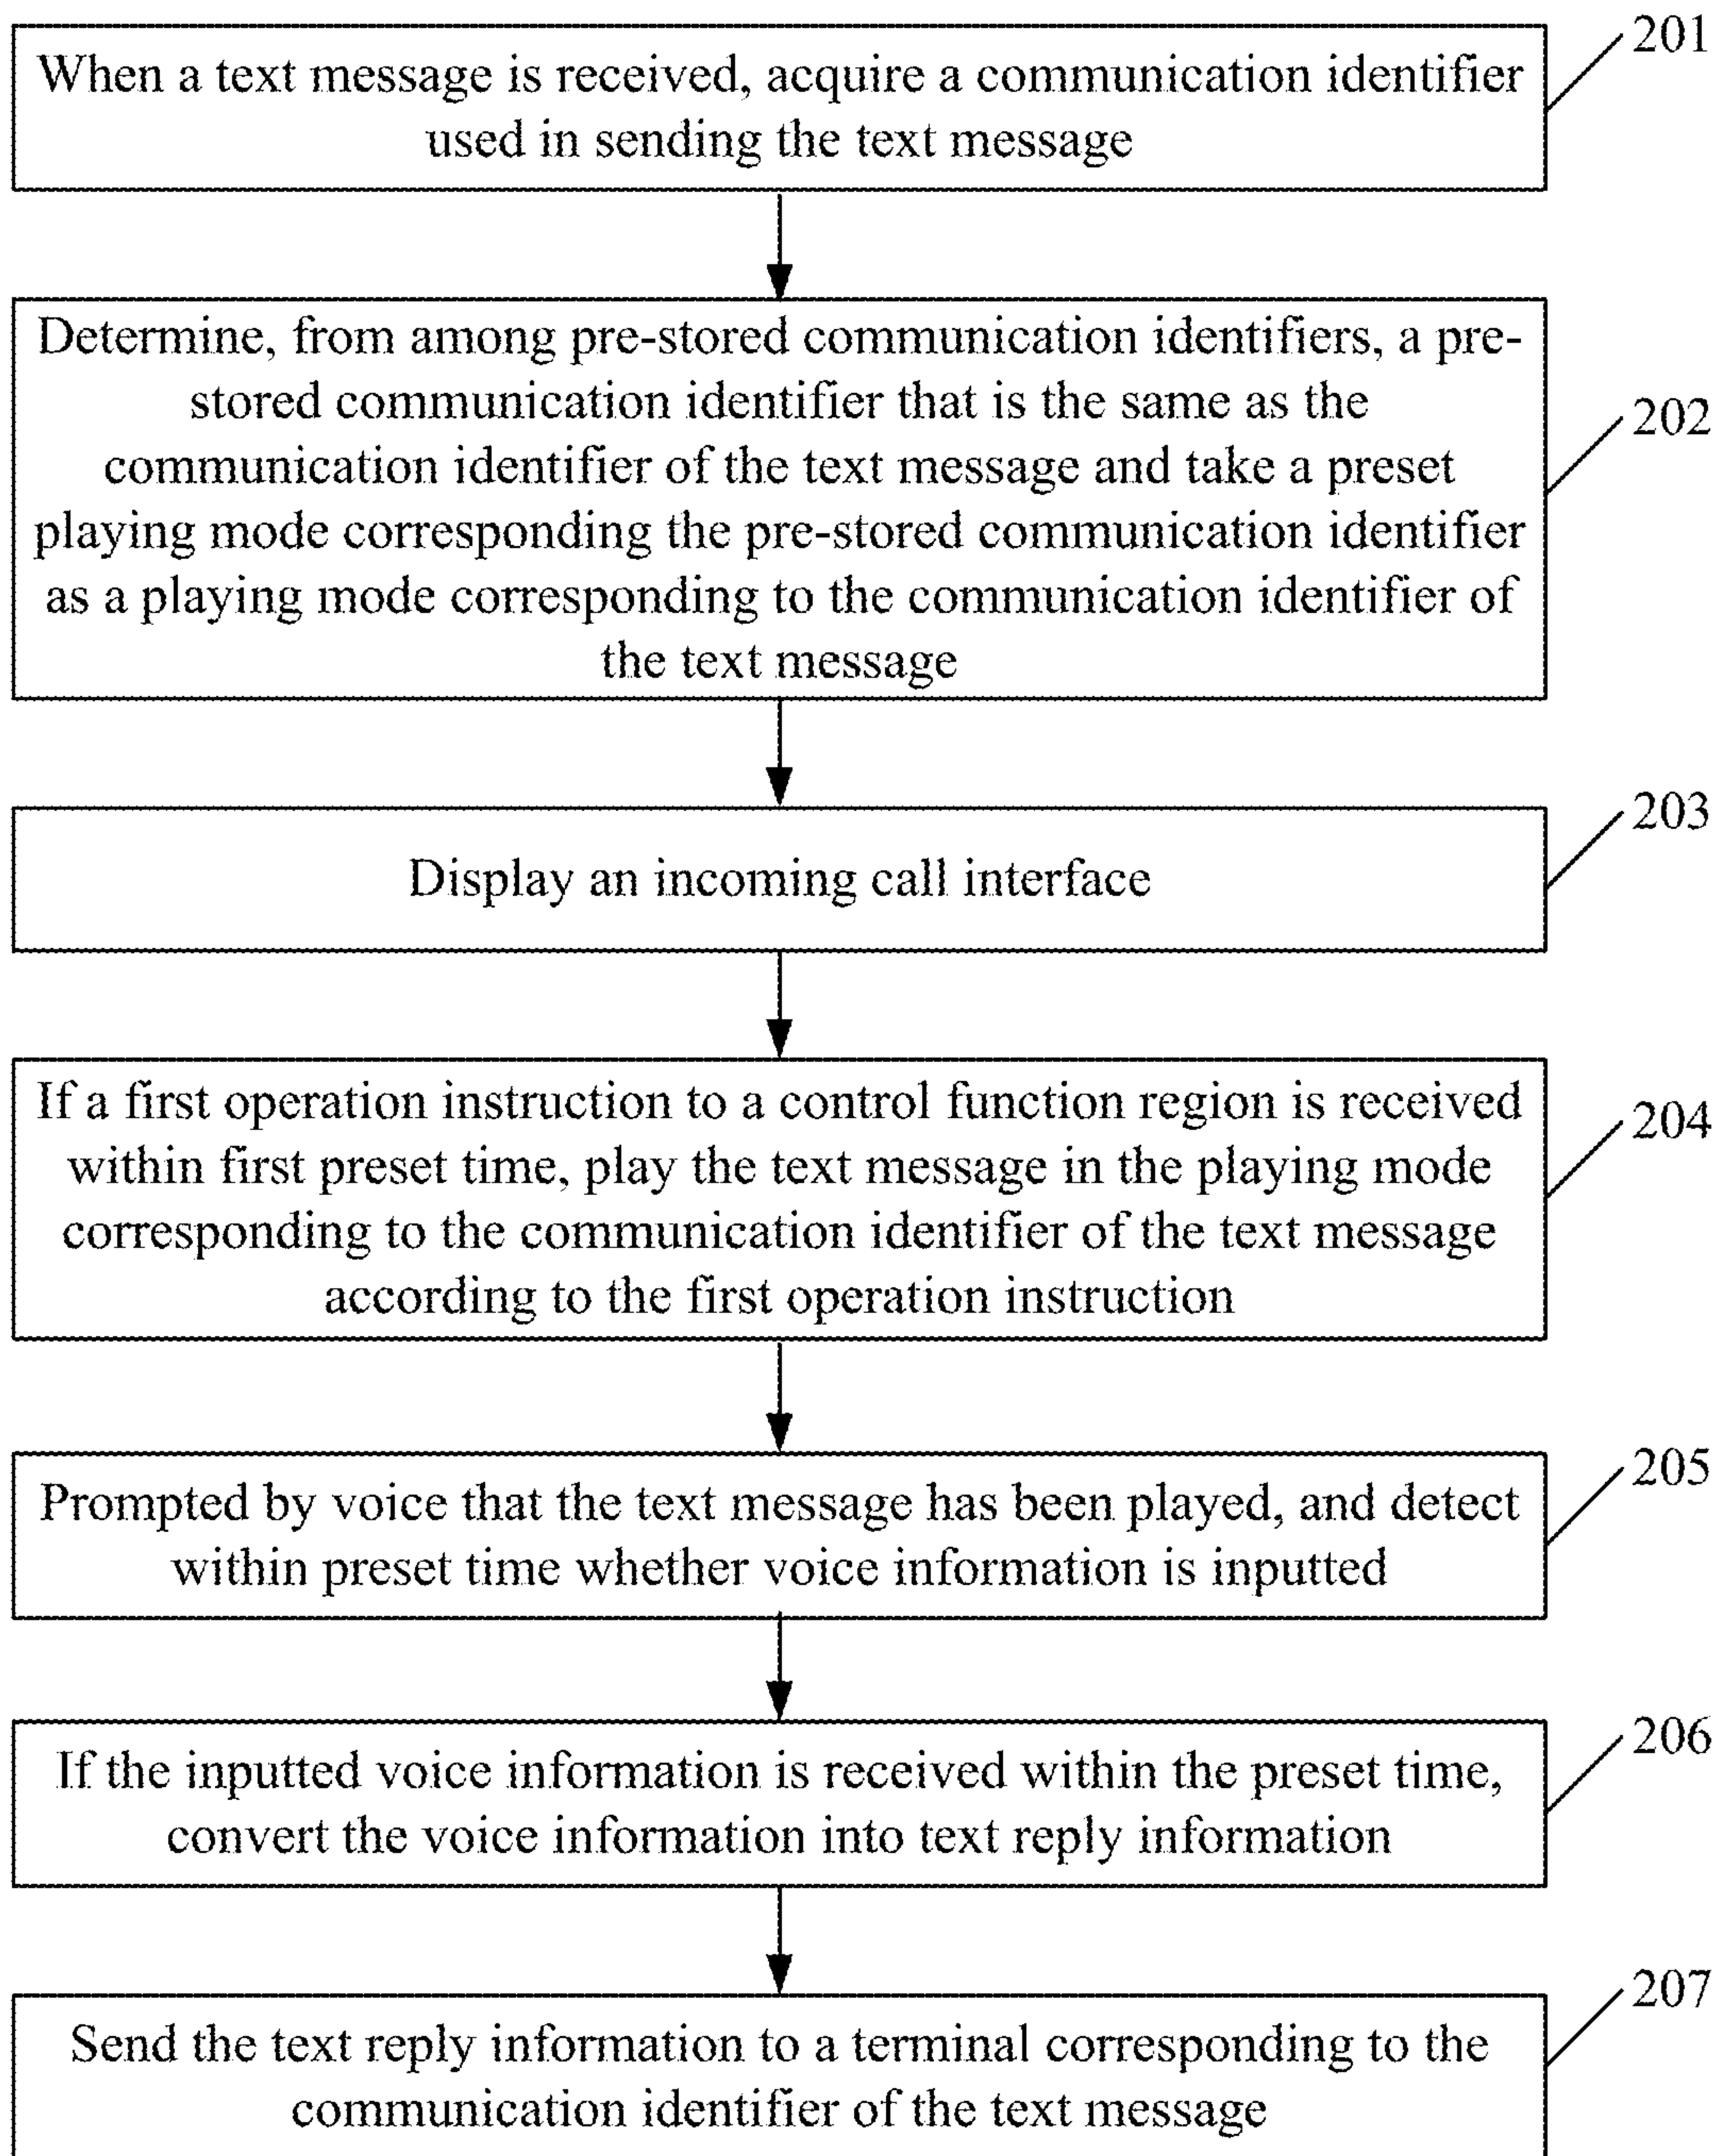 201
When a text message is received, acquire a communication identifier
used in sending the text message
Determine, from among pre-stored communication identifiers, a pre-
stored communication identifier that is the same as the
communication identifier of the text message and take a preset
playing mode corresponding the pre-stored communication identifier
as a playing mode corresponding to the communication identifier of
the text message
202
203
Display an incoming call interface
If a first operation instruction to a control function region is received
within first preset time, play the text message in the playing mode
corresponding to the communication identifier of the text message
according to the first operation instruction
204
Prompted by voice that the text message has been played, and detect
within preset time whether voice information is inputted
205
If the inputted voice information is received within the preset time,
convert the voice information into text reply information
206
Send the text reply information to a terminal corresponding to the
communication identifier of the text message
207